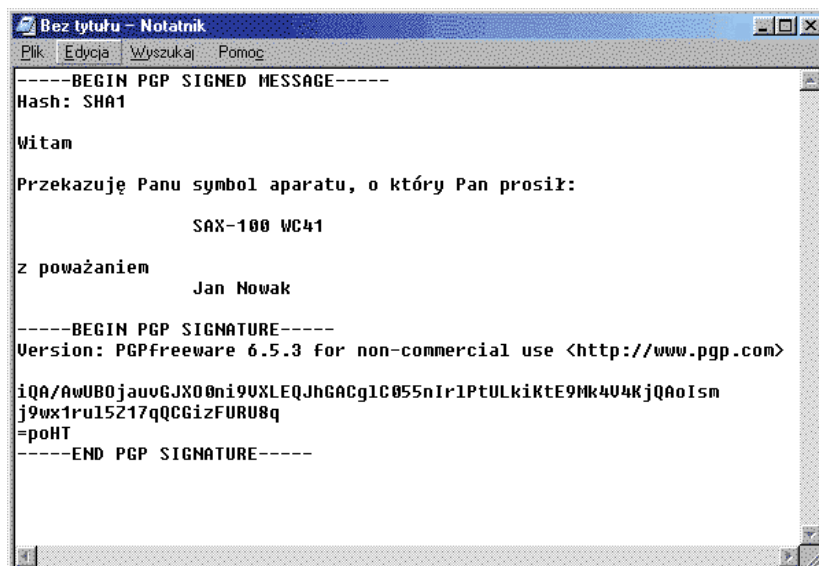 Bez tytułu – Notatnik
Plik Edycja Wyszukaj Pomoc
-----BEGIN PGP SIGNED MESSAGE-----
Hash: SHA1
Witam
Przekazuję Panu symbol aparatu, o który Pan prosił:
SAX-100 WC41
z poważaniem
Jan Nowak
-----BEGIN PGP SIGNATURE-----
Version: PGPfreeware 6.5.3 for non-commercial use <http://www.pgp.com>
iQA/AwUBOjauvGJXO0ni9VXLEQJhGACglC055nIrlPtULkiKtE9Mk4V4KjQAoIsm
j9wx1rul5Z17qQCGizFURU8q
=poHT
-----END PGP SIGNATURE-----